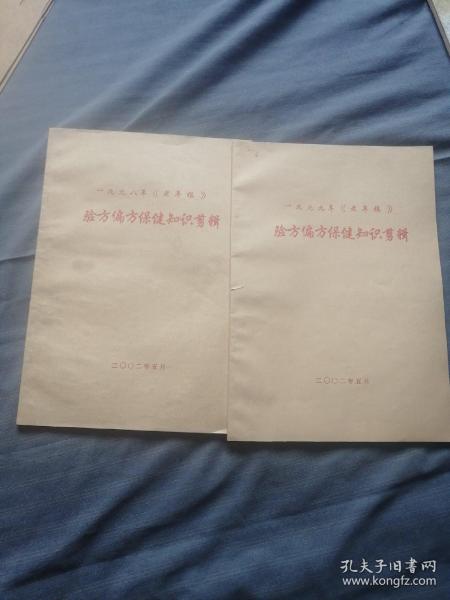 一九九八年《老年报》
验方偏方保健知识剪辑
二〇〇二年五月
一九九九年《老年报》
验方偏方保健知识剪辑
二〇〇二年五月
孔夫子旧书网
www.kongfz.com